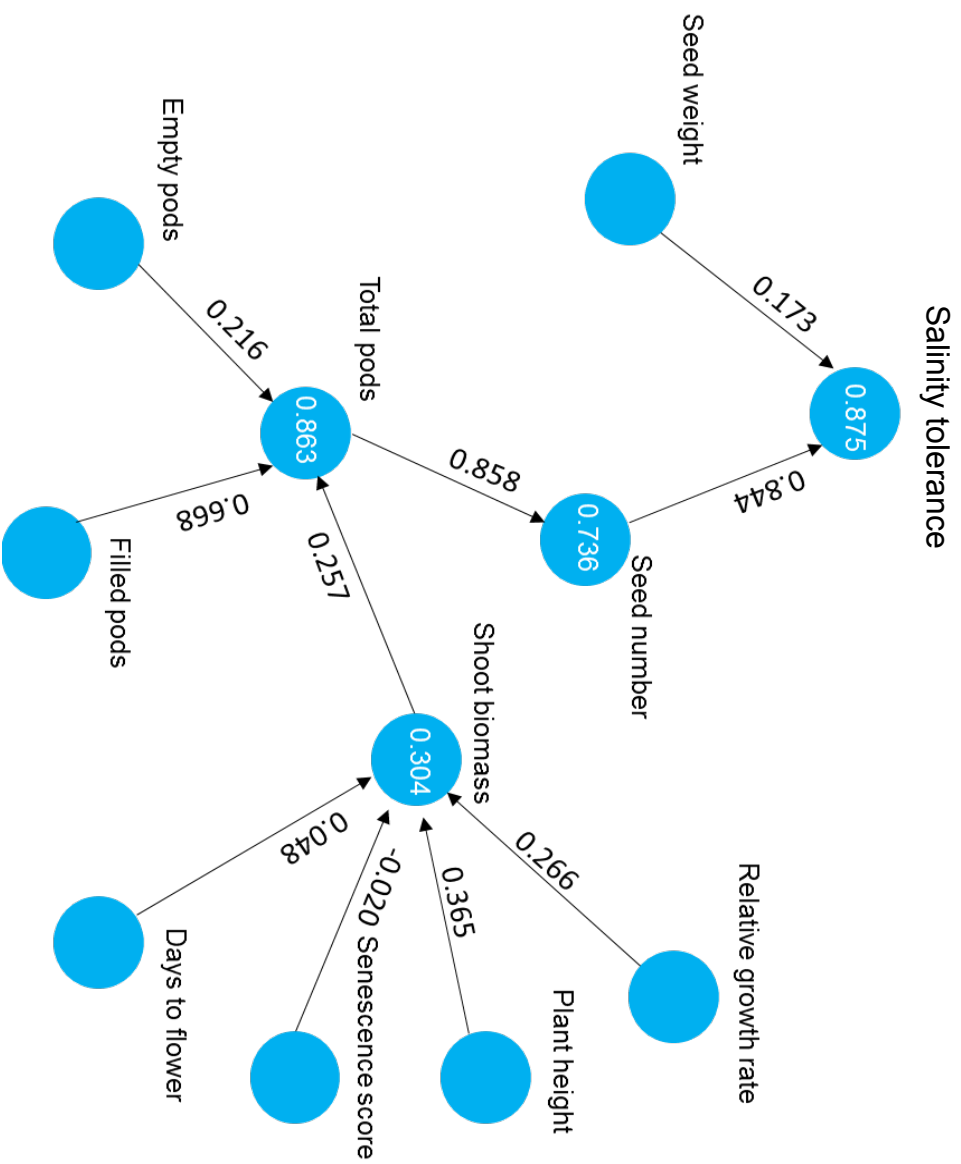 Salinity tolerance
0.875
0.173
0.844
Seed weight
Seed number
0.736
0.858
Total pods
0.863
0.216
0.668
0.257
Empty pods
Filled pods
Shoot biomass
0.304
0.266
0.365
-0.020
0.048
Relative growth rate
Plant height
Senescence score
Days to flower